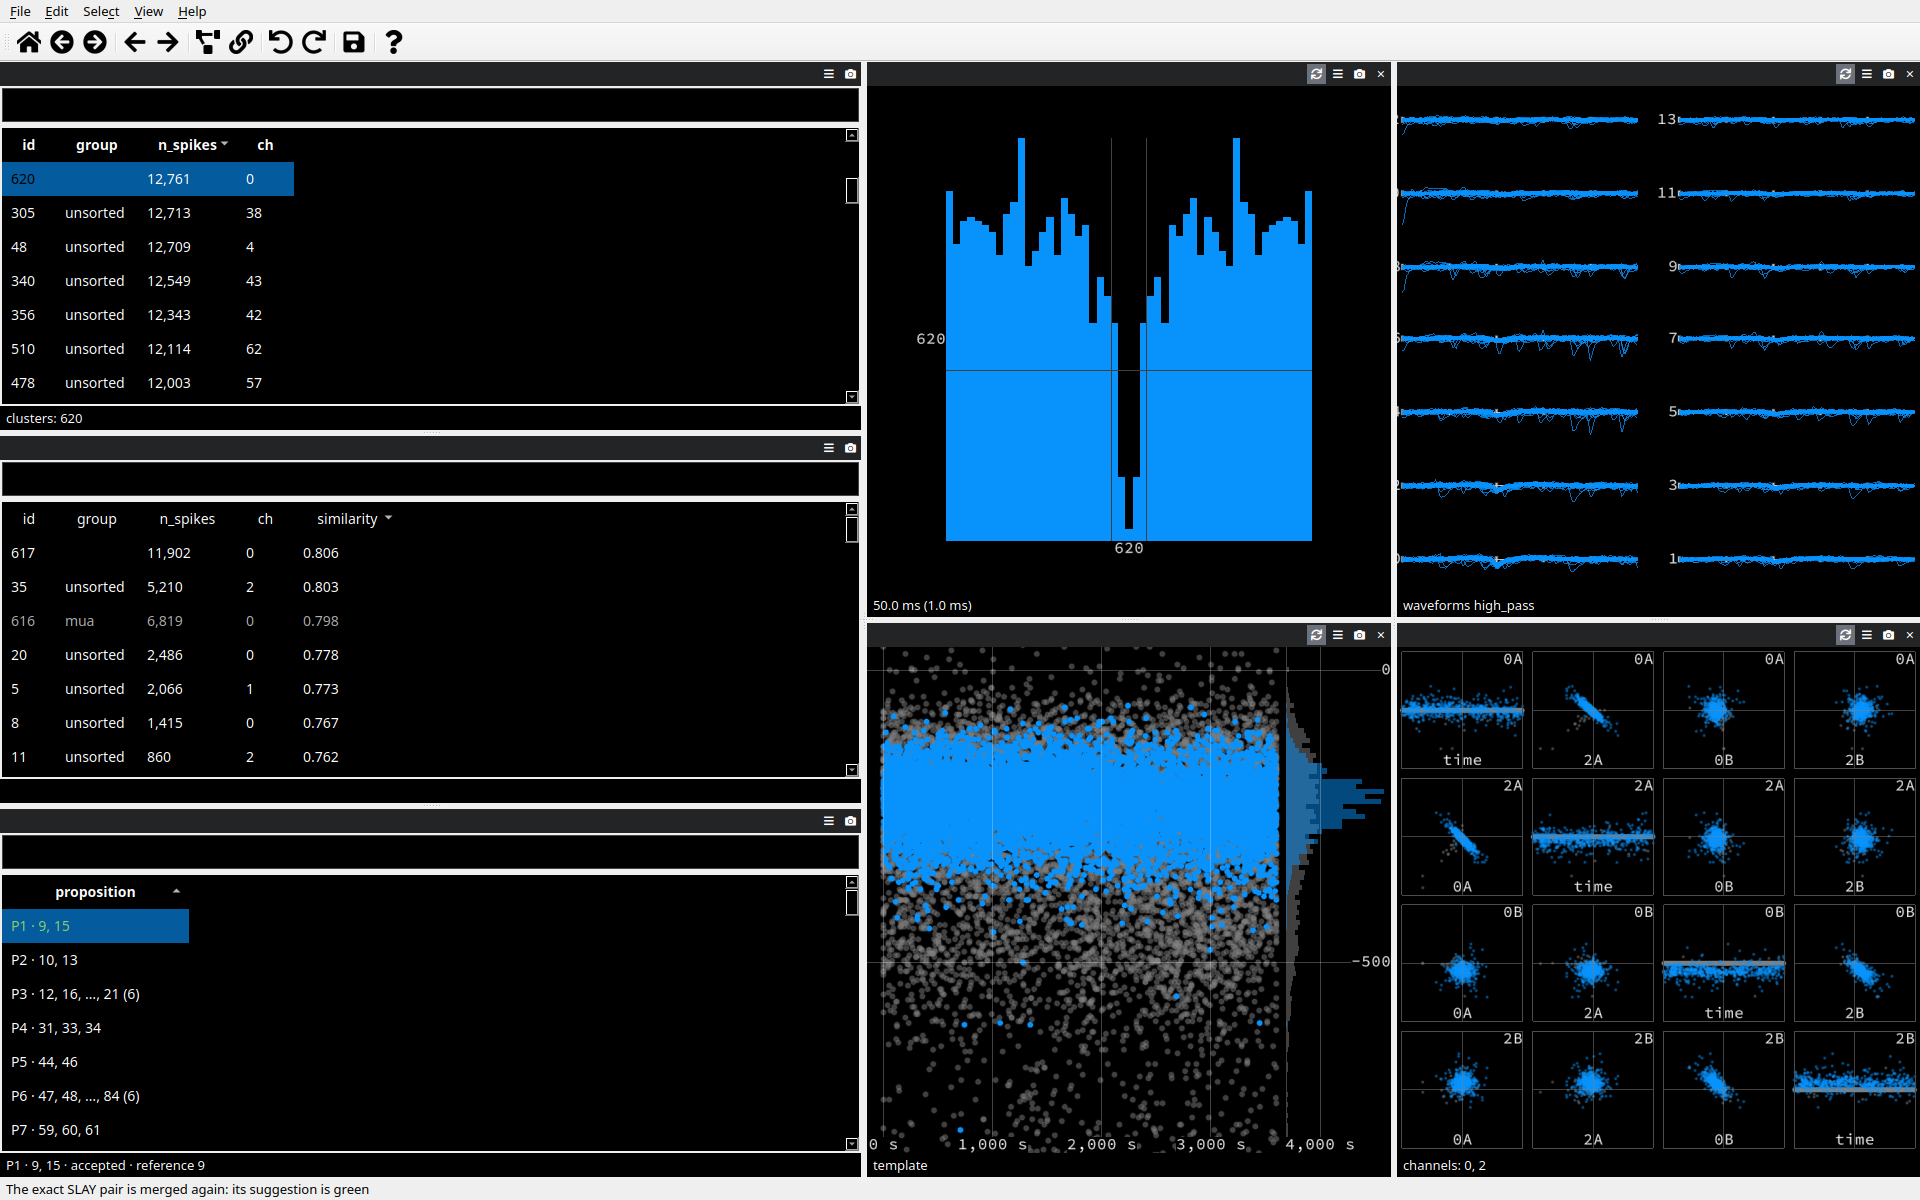 File Edit Select View Help
id group n_spikes ch
620 12,761 0
305 unsorted 12,713 38
48 unsorted 12,709 4
340 unsorted 12,549 43
356 unsorted 12,343 42
510 unsorted 12,114 62
478 unsorted 12,003 57
clusters: 620
id group n_spikes ch similarity
617 11,902 0 0.806
35 unsorted 5,210 2 0.803
616 mua 6,819 0 0.798
20 unsorted 2,486 0 0.778
5 unsorted 2,066 1 0.773
8 unsorted 1,415 0 0.767
11 unsorted 860 2 0.762
proposition
P1 · 9, 15
P2 · 10, 13
P3 · 12, 16, ..., 21 (6)
P4 · 31, 33, 34
P5 · 44, 46
P6 · 47, 48, ..., 84 (6)
P7 · 59, 60, 61
P1 · 9, 15 · accepted · reference 9
620
620
50.0 ms (1.0 ms)
0
-500
0 s 1,000 s 2,000 s 3,000 s 4,000 s
template
13
11
9
7
5
3
1
waveforms high_pass
0A 0A 0A 0A
time 2A 0B 2B
2A 2A 2A 2A
0A time 0B 2B
0B 0B 0B 0B
0A 2A time 2B
2B 2B 2B 2B
0A 2A 0B time
channels: 0, 2
The exact SLAY pair is merged again: its suggestion is green